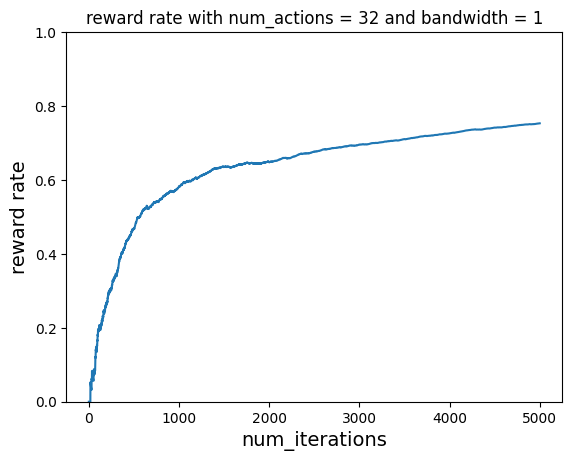 reward rate with num_actions = 32 and bandwidth = 1
1.0
0.8
0.6
0.4
0.2
0.0
reward rate
0 1000 2000 3000 4000 5000
num_iterations